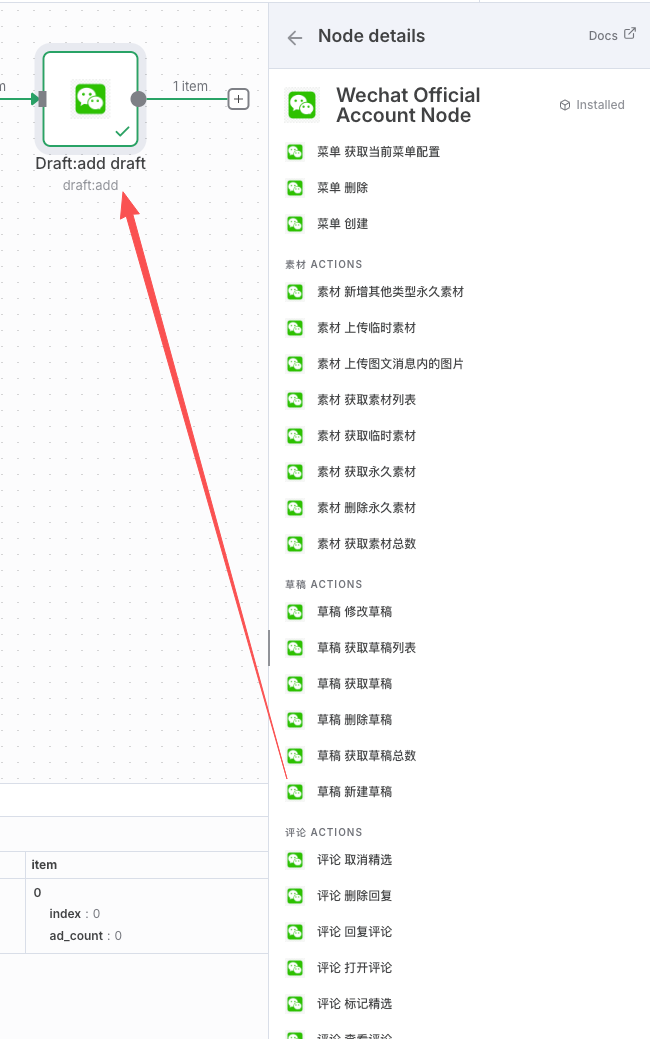 Node details
Docs
Wechat Official
Account Node
Installed
菜单 获取当前菜单配置
菜单 删除
菜单 创建
素材 ACTIONS
素材 新增其他类型永久素材
素材 上传临时素材
素材 上传图文消息内的图片
素材 获取素材列表
素材 获取临时素材
素材 获取永久素材
素材 删除永久素材
素材 获取素材总数
草稿 ACTIONS
草稿 修改草稿
草稿 获取草稿列表
草稿 获取草稿
草稿 删除草稿
草稿 获取草稿总数
草稿 新建草稿
评论 ACTIONS
评论 取消精选
评论 删除回复
评论 回复评论
评论 打开评论
评论 标记精选
评论 查看评论
1 item
Draft:add draft
draft:add
item
0
index : 0
ad_count : 0